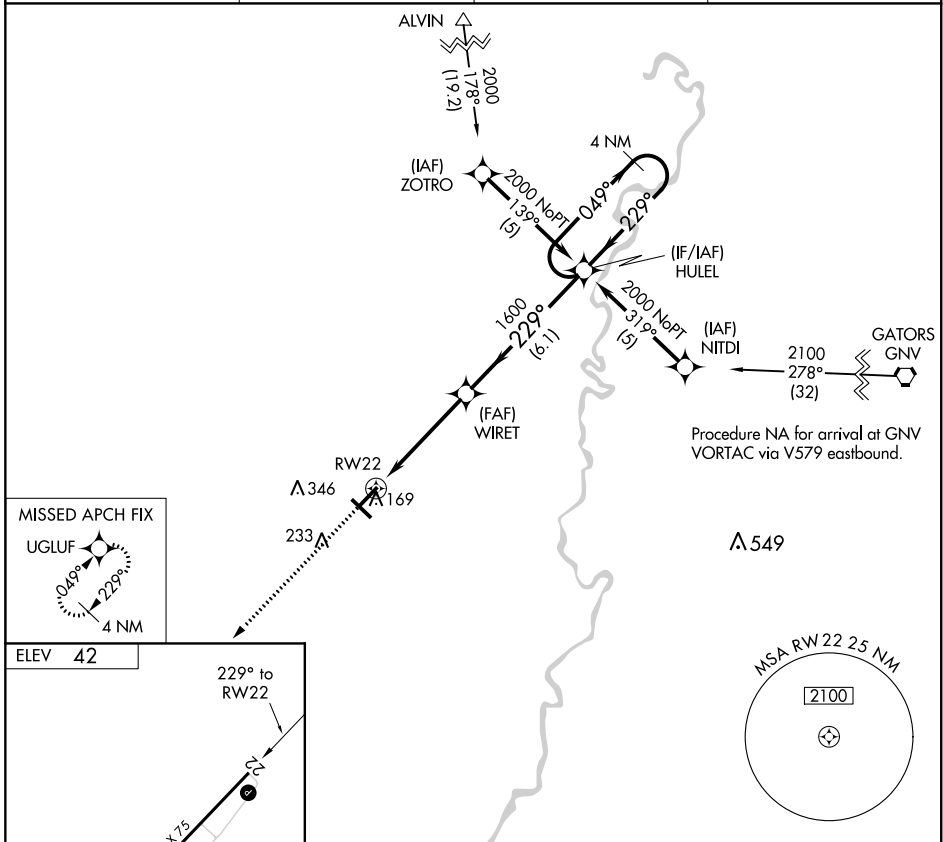 ALVIN
2000
178°
(19.2)
4 NM
(IAF)
ZOTRO
2000 NoPT
139°
(5)
049°
229°
(IF/IAF)
HULEL
1600
229°
(6.1)
2000 NoPT
319°
(5)
(IAF)
NITDI
GATORS
GNV
2100
278°
(32)
(FAF)
WIRET
Procedure NA for arrival at GNV
VORTAC via V579 eastbound.
RW22
346
169
233
549
MISSED APCH FIX
UGLUF
049°
229°
4 NM
ELEV 42
229° to
RW22
22
P
X 75
MSA RW22 25 NM
2100